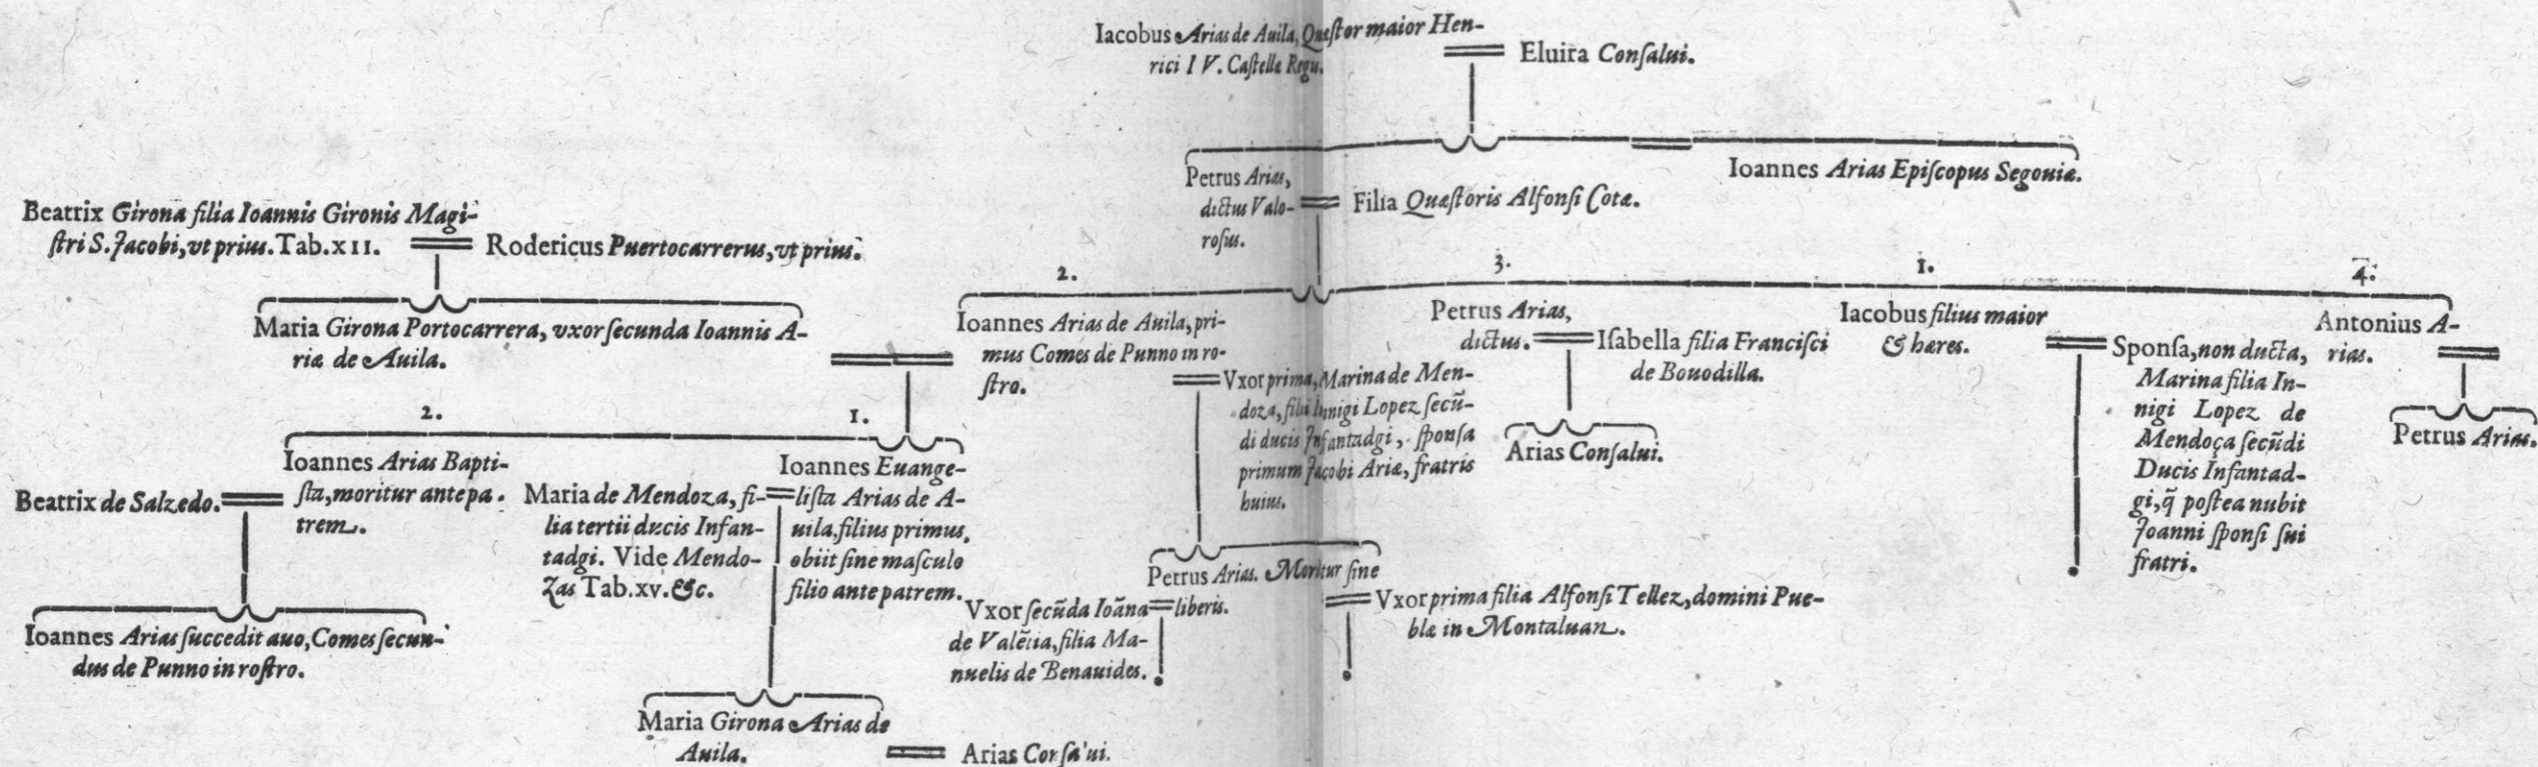 Iacobus Arias de Auila, Quæſtor maior Hen-
rici IV. Caſtellæ Regis.
Eluira Conſalui.
Petrus Arias,
dictus Valo-
roſus.
Filia Quæſtoris Alfonſi Cotæ.
Ioannes Arias Epiſcopus Segouiæ.
Beatrix Girona filia Ioannis Gironis Magi-
ſtri S. Jacobi, vt prius. Tab. XII.
Rodericus Puertocarrerus, vt prius.
2.
3.
1.
4.
Maria Girona Portocarrera, vxor ſecunda Ioannis A-
riæ de Auila.
Ioannes Arias de Auila, pri-
mus Comes de Punno in ro-
ſtro.
Vxor prima, Marina de Men-
doza, Innigi Lopez ſecũ-
di ducis Jnfantadgi, ſponſa
primum Jacobi Ariæ, fratris
huius.
Petrus Arias,
dictus.
Iſabella filia Franciſci
de Bouodilla.
Iacobus filius maior
& hæres.
Sponſa, non ducta,
Marina filia In-
nigi Lopez de
Mendoça ſecũdi
Ducis Infantad-
gi, q̃ poſtea nubit
Joanni ſponſi ſui
fratri.
Antonius A-
rias.
Arias Conſalui.
Petrus Arias.
2.
1.
Beatrix de Salzedo.
Ioannes Arias Bapti-
ſta, moritur ante pa-
trem.
Maria de Mendoza, fi-
lia tertii ducis Infan-
tadgi. Vide Mendo-
zas Tab. xv. &c.
Ioannes Euange-
liſta Arias de A-
uila, filius primus,
obiit ſine maſculo
filio ante patrem.
Petrus Arias. Moritur ſine
liberis.
Vxor ſecũda Ioãna
de Valẽtia, filia Ma-
nuelis de Benauides.
Vxor prima filia Alfonſi Tellez, domini Pue-
blæ in Montaluan.
Ioannes Arias ſuccedit auo, Comes ſecun-
dus de Punno in roſtro.
Maria Girona Arias de
Auila.
Arias Conſalui.